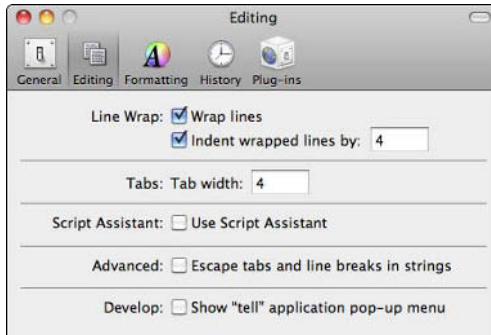 Editing
General Editing Formatting History Plug-ins
Line Wrap: Wrap lines
Indent wrapped lines by: 4
Tabs: Tab width: 4
Script Assistant: Use Script Assistant
Advanced: Escape tabs and line breaks in strings
Develop: Show "tell" application pop-up menu